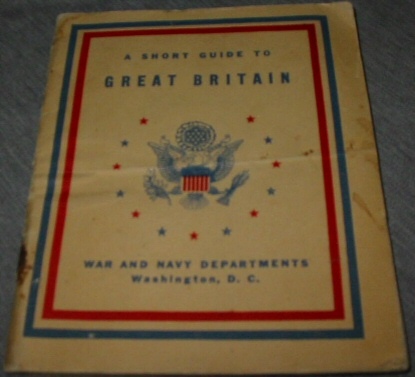 A SHORT GUIDE TO
GREAT BRITAIN
WAR AND NAVY DEPARTMENTS
Washington, D. C.